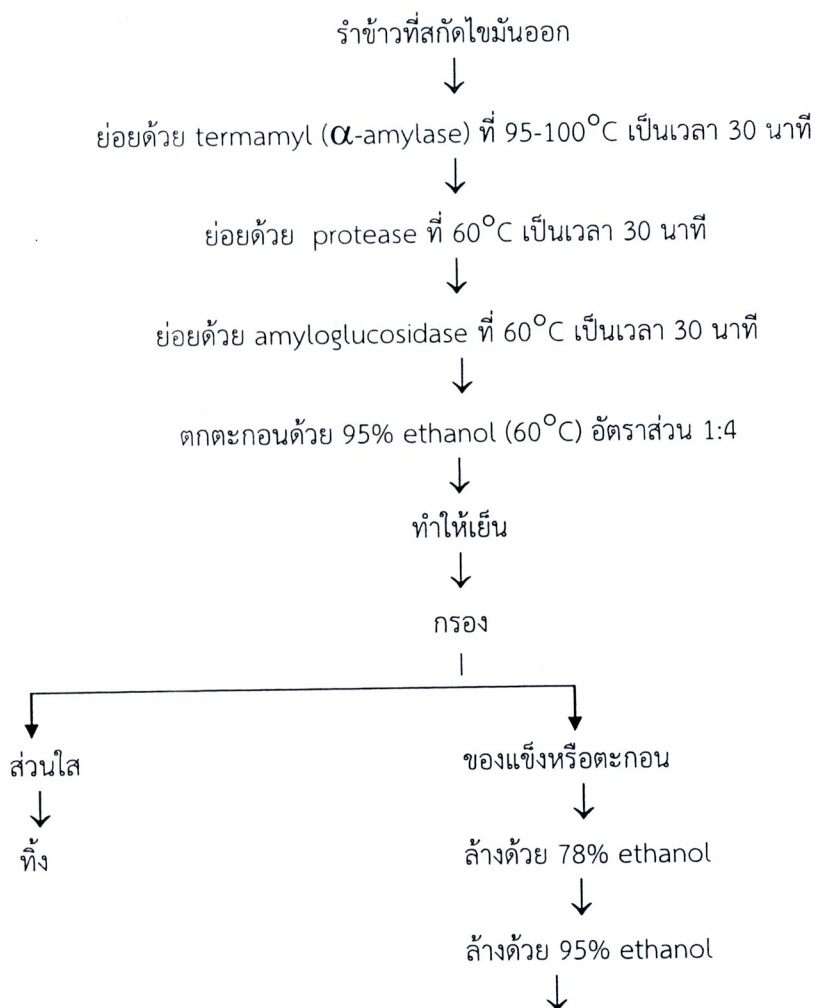 รำข้าวที่สกัดไขมันออก
ย่อยด้วย termamyl (α-amylase) ที่ 95-100°C เป็นเวลา 30 นาที
ย่อยด้วย protease ที่ 60°C เป็นเวลา 30 นาที
ย่อยด้วย amyloglucosidase ที่ 60°C เป็นเวลา 30 นาที
ตกตะกอนด้วย 95% ethanol (60°C) อัตราส่วน 1:4
ทำให้เย็น
กรอง
ส่วนใส
ทิ้ง
ของแข็งหรือตะกอน
ล้างด้วย 78% ethanol
ล้างด้วย 95% ethanol